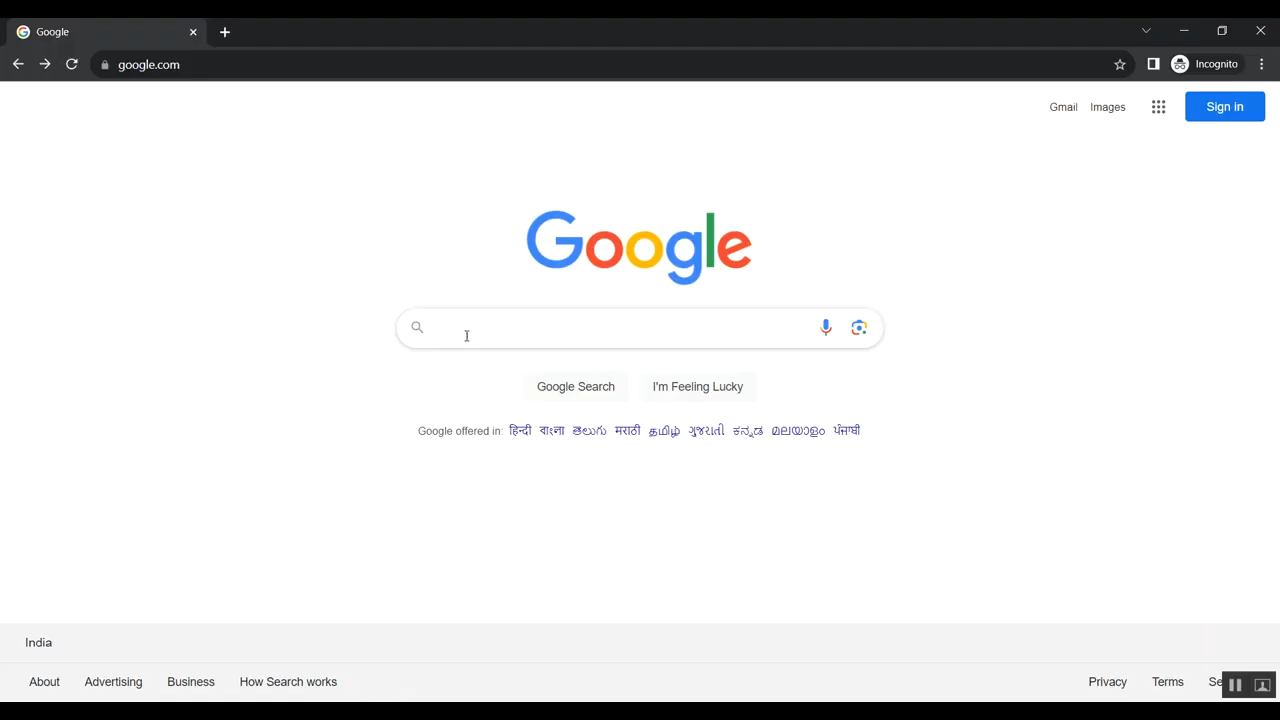 Google
google.com
Incognito
Gmail Images Sign in
Google
Google Search I'm Feeling Lucky
Google offered in: हिन्दी বাংলা తెలుగు मराठी தமிழ் ગુજરાતી ಕನ್ನಡ മലയാളം ਪੰਜਾਬੀ
India
About Advertising Business How Search works Privacy Terms